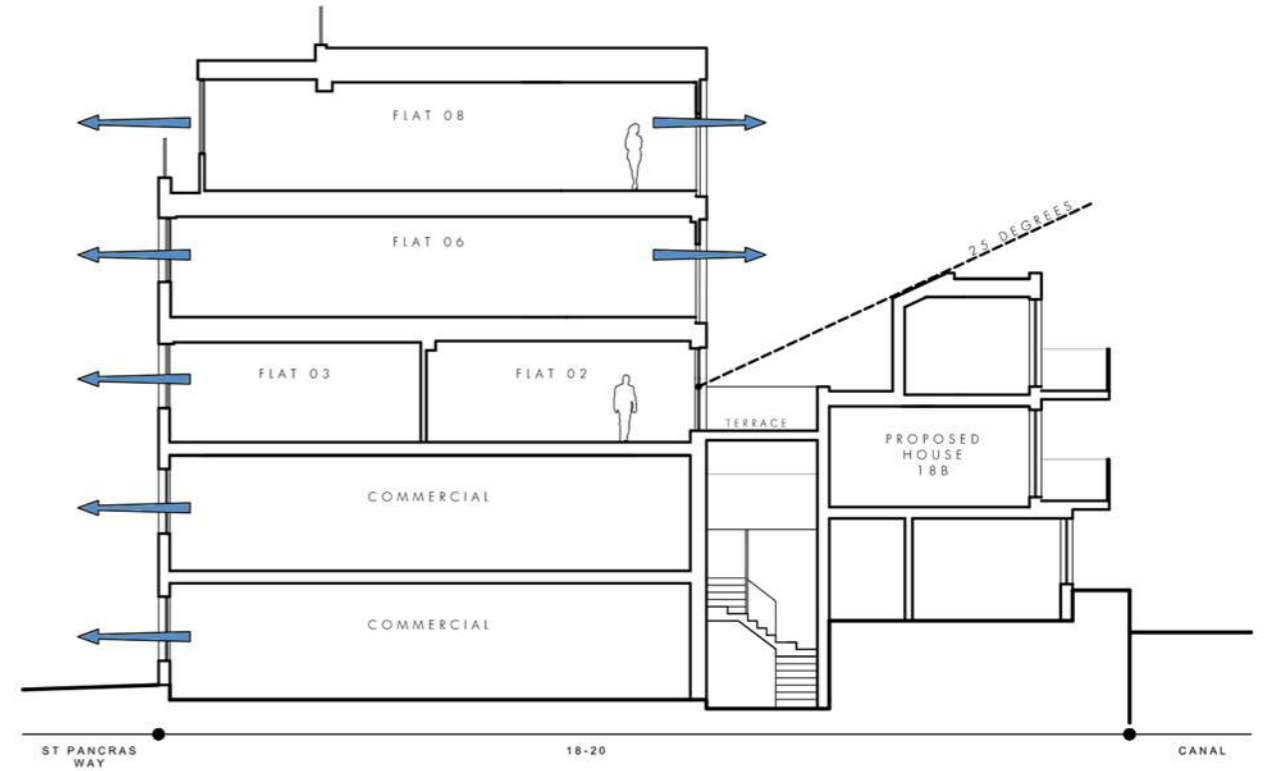 FLAT 08
25 DEGREES
FLAT 06
FLAT 03
FLAT 02
TERRACE
PROPOSED
HOUSE
18B
COMMERCIAL
COMMERCIAL
ST PANCRAS
WAY
18-20
CANAL